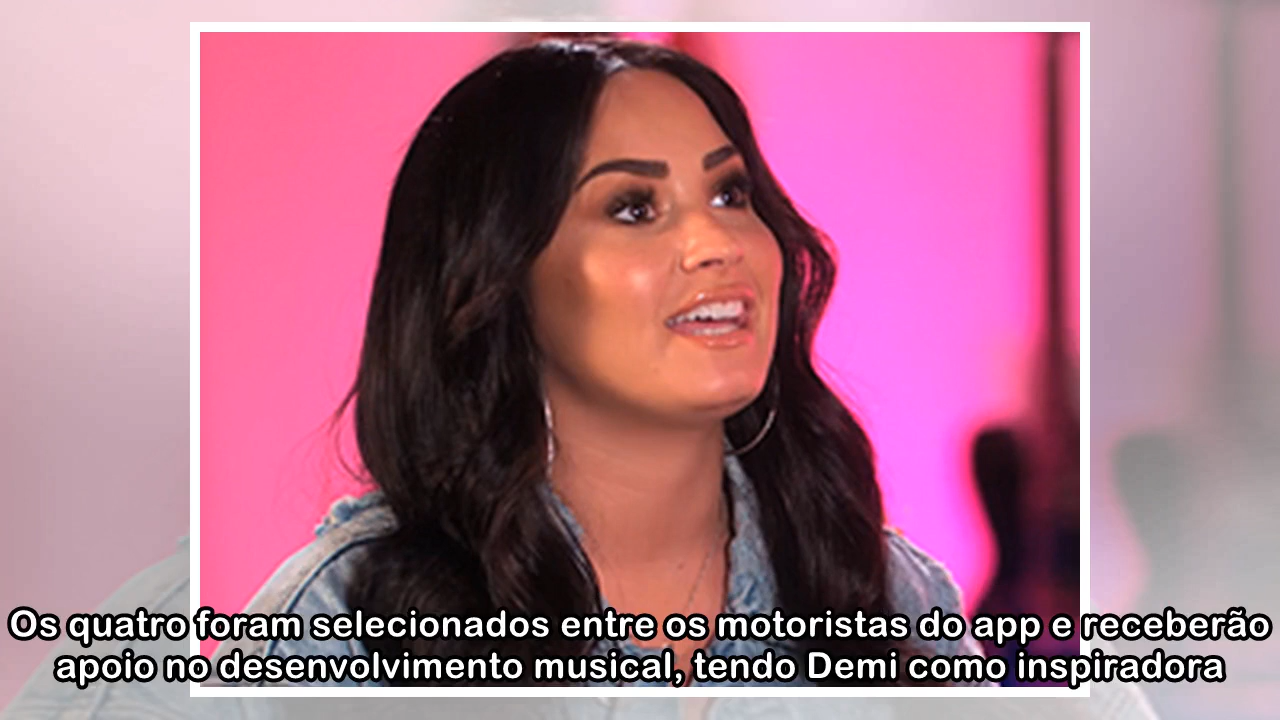 Os quatro foram selecionados entre os motoristas do app e receberão
apoio no desenvolvimento musical, tendo Demi como inspiradora